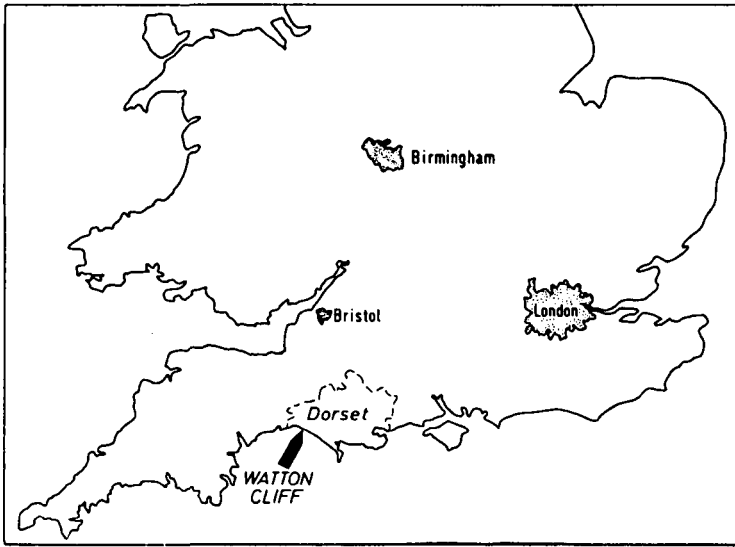 Birmingham
London
Bristol
Dorset
WATTON
CLIFF